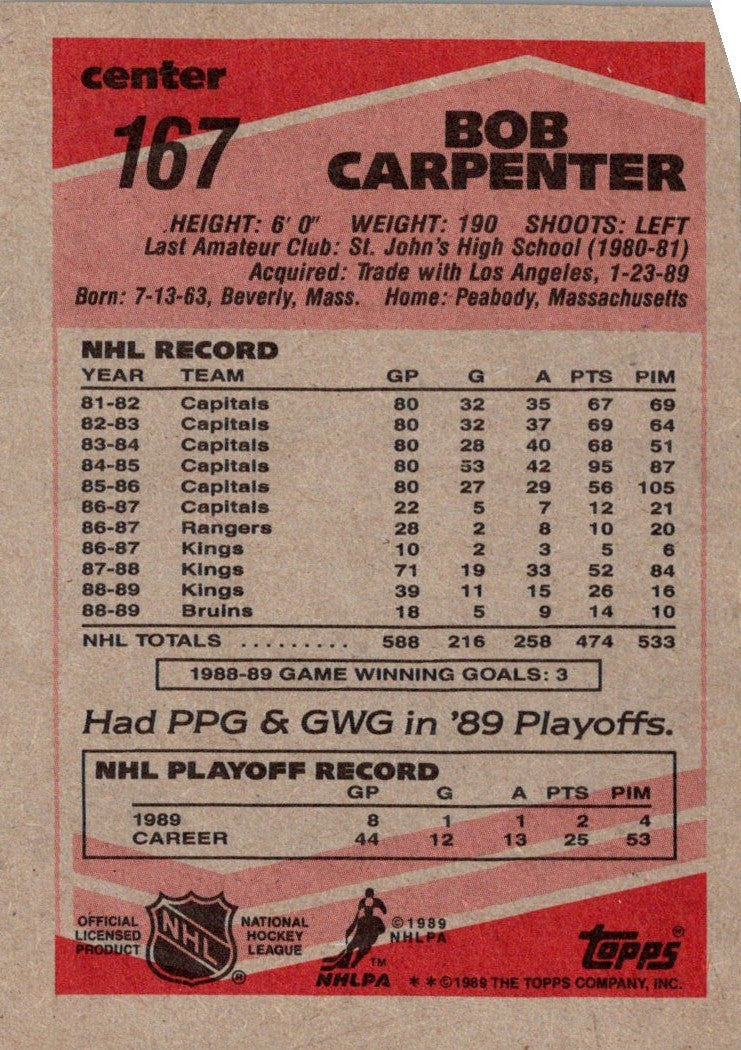 center
167
BOB
CARPENTER
HEIGHT: 6' 0" WEIGHT: 190 SHOOTS: LEFT
Last Amateur Club: St. John's High School (1980-81)
Acquired: Trade with Los Angeles, 1-23-89
Born: 7-13-63, Beverly, Mass. Home: Peabody, Massachusetts
NHL RECORD
YEAR TEAM GP G A PTS PIM
81-82 Capitals 80 32 35 67 69
82-83 Capitals 80 32 37 69 64
83-84 Capitals 80 28 40 68 51
84-85 Capitals 80 53 42 95 87
85-86 Capitals 80 27 29 56 105
86-87 Capitals 22 5 7 12 21
86-87 Rangers 28 2 8 10 20
86-87 Kings 10 2 3 5 6
87-88 Kings 71 19 33 52 84
88-89 Kings 39 11 15 26 16
88-89 Bruins 18 5 9 14 10
NHL TOTALS ......... 588 216 258 474 533
1988-89 GAME WINNING GOALS: 3
Had PPG & GWG in '89 Playoffs.
NHL PLAYOFF RECORD
GP G A PTS PIM
1989 8 1 1 2 4
CAREER 44 12 13 25 53
OFFICIAL
LICENSED
PRODUCT
NHL
®
NATIONAL
HOCKEY
LEAGUE
TM
NHLPA
©1989
NHLPA
topps®
* * ©1989 THE TOPPS COMPANY, INC.